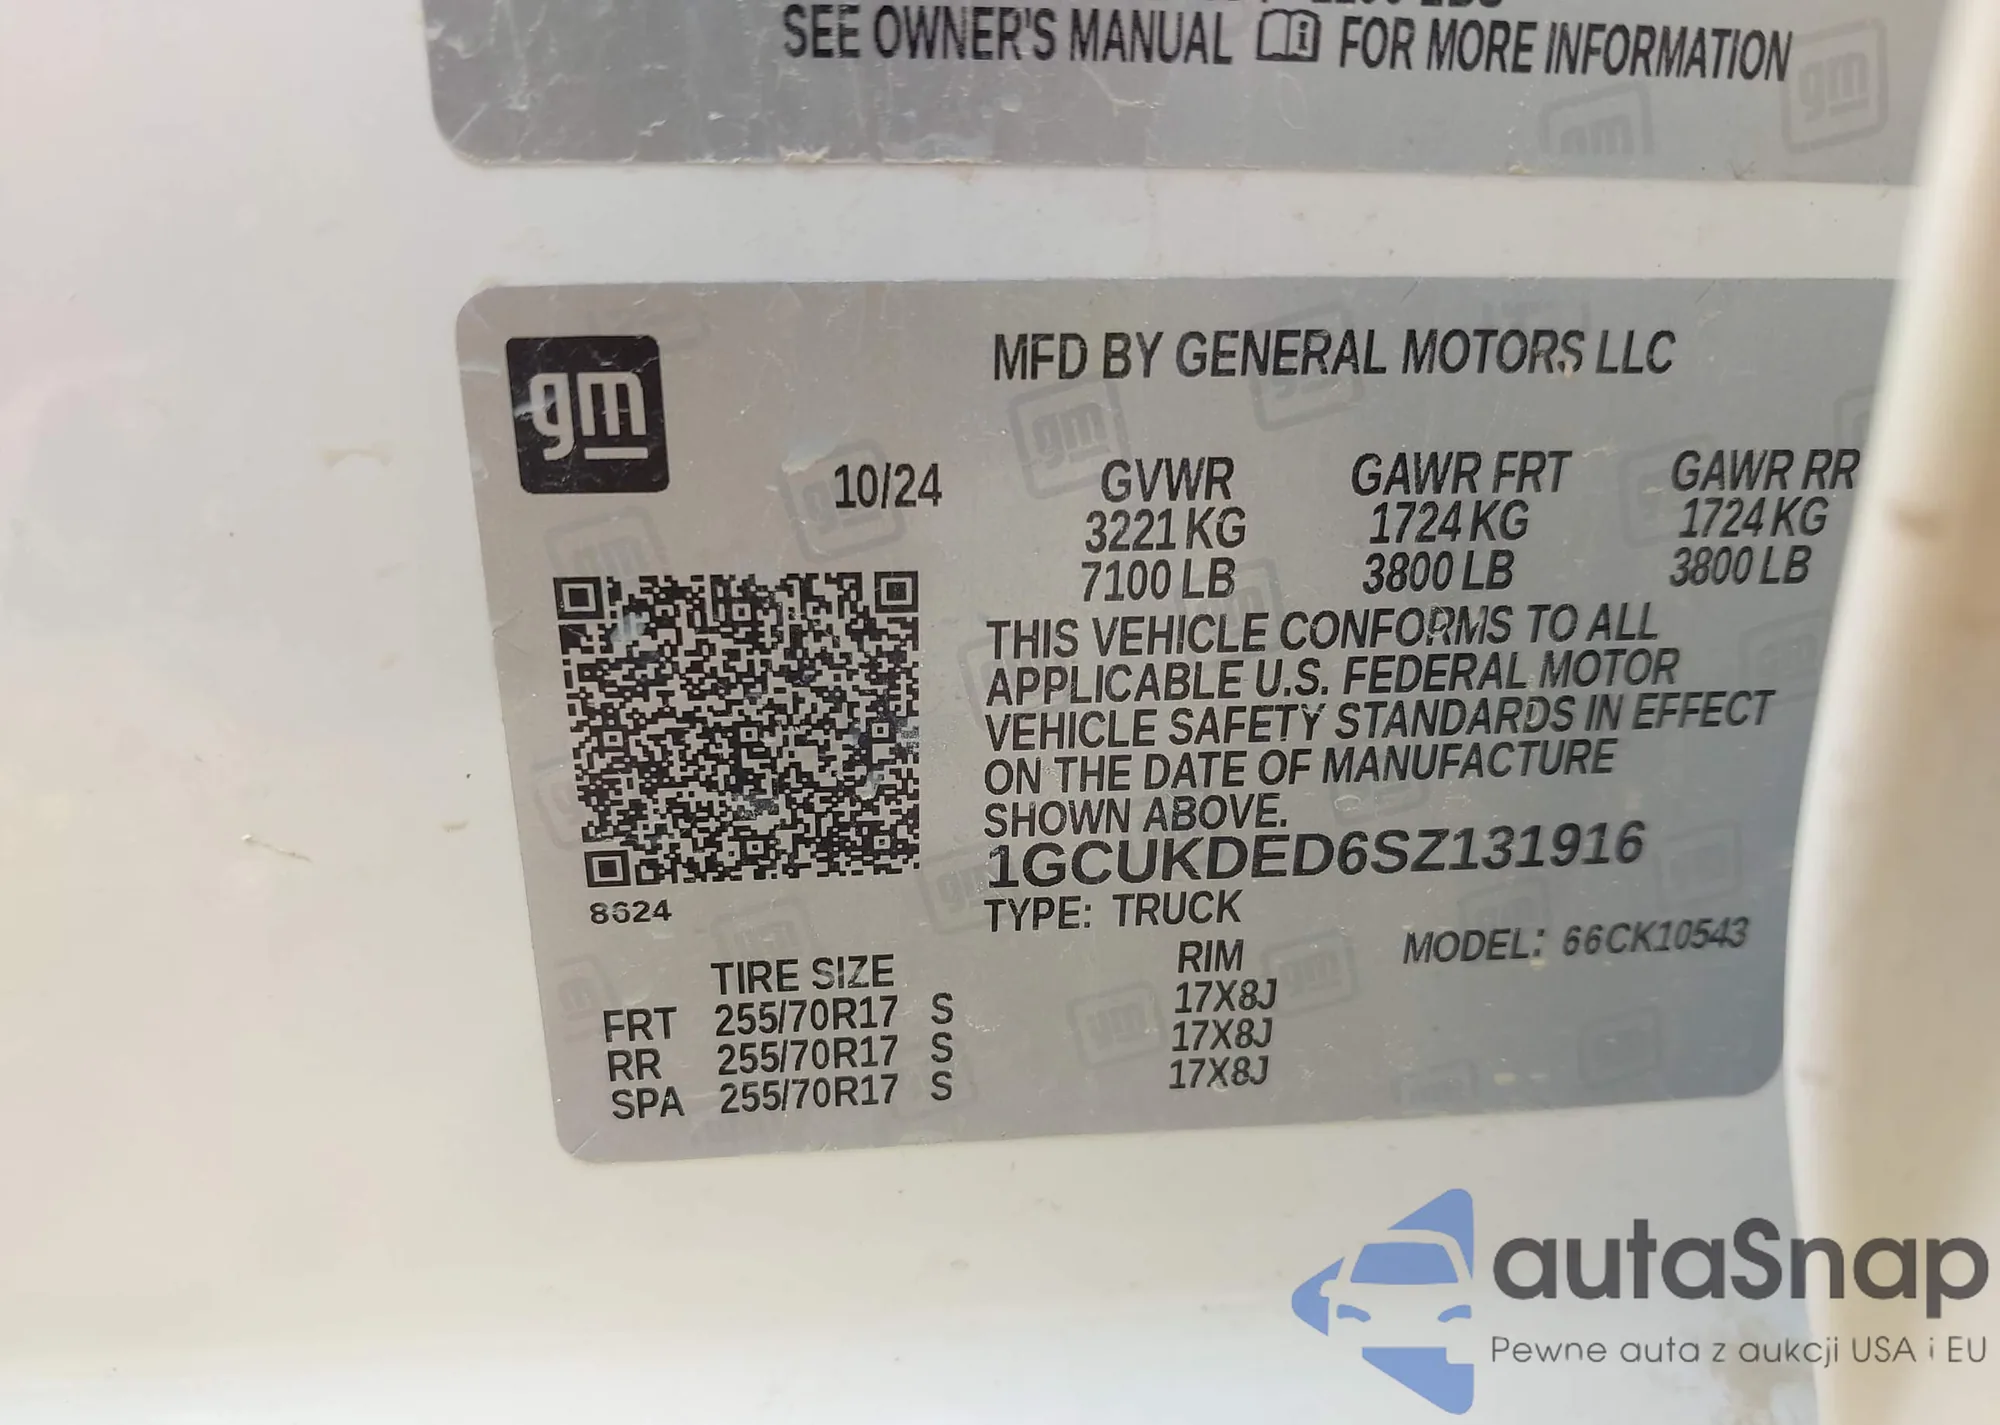 SEE OWNER'S MANUAL FOR MORE INFORMATION
gm
MFD BY GENERAL MOTORS LLC
10/24
GVWR GAWR FRT GAWR RR
3221 KG 1724 KG 1724 KG
7100 LB 3800 LB 3800 LB
THIS VEHICLE CONFORMS TO ALL
APPLICABLE U.S. FEDERAL MOTOR
VEHICLE SAFETY STANDARDS IN EFFECT
ON THE DATE OF MANUFACTURE
SHOWN ABOVE.
1GCUKDED6SZ131916
8624
TYPE: TRUCK
MODEL: 66CK10543
TIRE SIZE RIM
FRT 255/70R17 S 17X8J
RR 255/70R17 S 17X8J
SPA 255/70R17 S 17X8J
autaSnap
Pewne auta z aukcji USA i EU